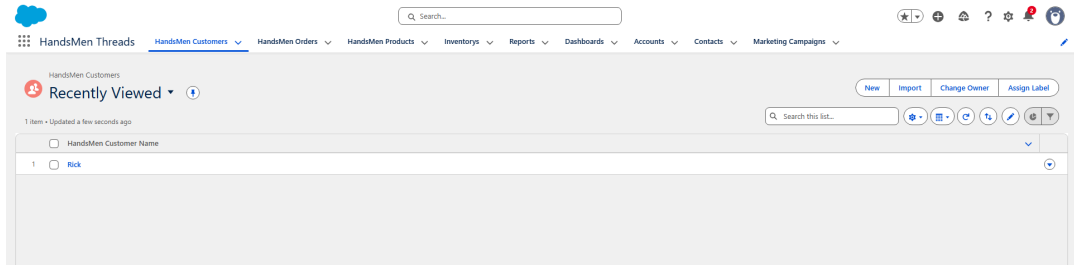 Search...
2
HandsMen Threads HandsMen Customers HandsMen Orders HandsMen Products Inventorys Reports Dashboards Accounts Contacts Marketing Campaigns
HandsMen Customers
Recently Viewed
New Import Change Owner Assign Label
1 item • Updated a few seconds ago
Search this list...
HandsMen Customer Name
1 Rick